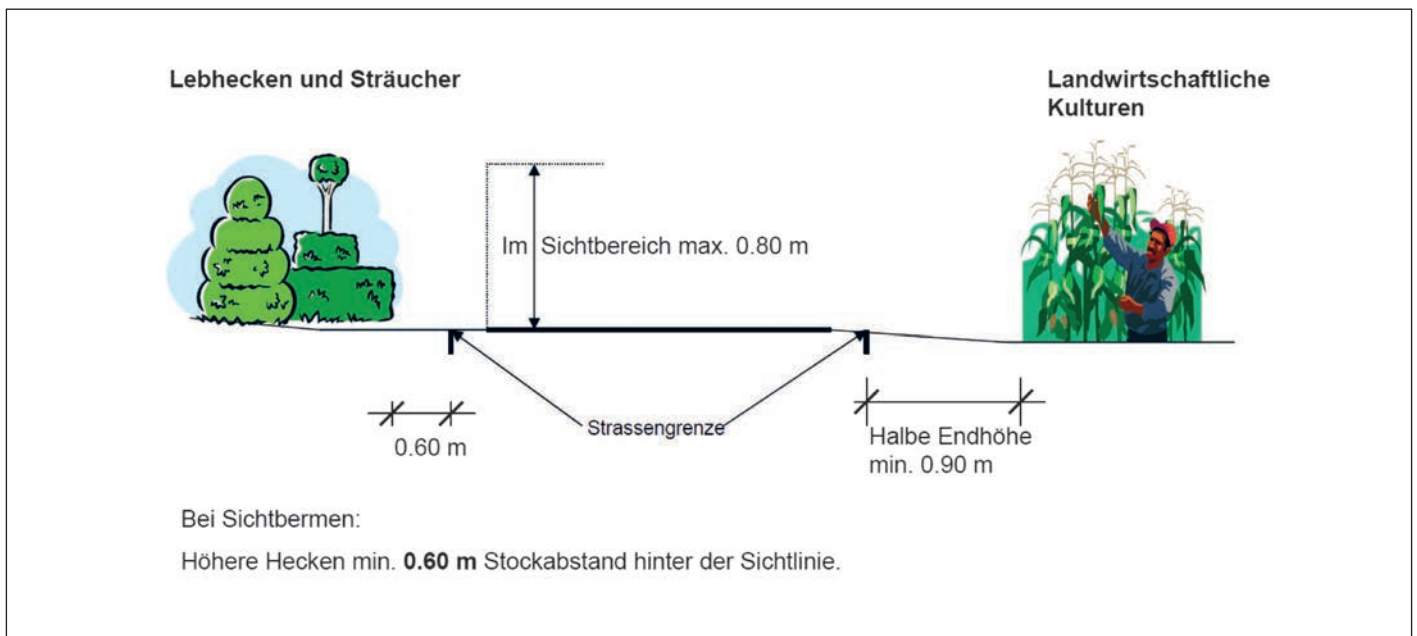 Lebhecken und Sträucher
Landwirtschaftliche
Kulturen
Im Sichtbereich max. 0.80 m
Strassengrenze
0.60 m
Halbe Endhöhe
min. 0.90 m
Bei Sichtbermen:
Höhere Hecken min. 0.60 m Stockabstand hinter der Sichtlinie.